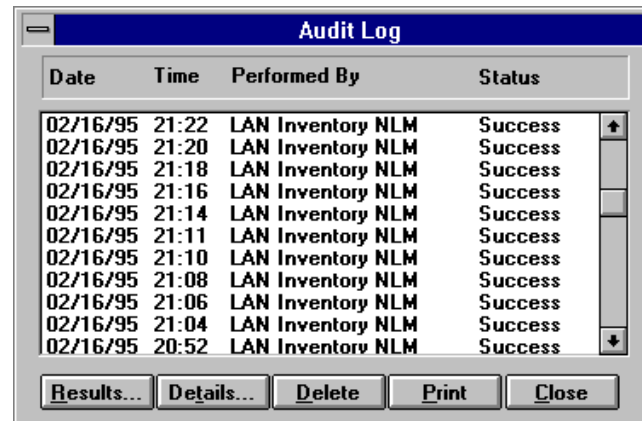 Audit Log
Date Time Performed By Status
02/16/95 21:22 LAN Inventory NLM Success
02/16/95 21:20 LAN Inventory NLM Success
02/16/95 21:18 LAN Inventory NLM Success
02/16/95 21:16 LAN Inventory NLM Success
02/16/95 21:14 LAN Inventory NLM Success
02/16/95 21:11 LAN Inventory NLM Success
02/16/95 21:10 LAN Inventory NLM Success
02/16/95 21:08 LAN Inventory NLM Success
02/16/95 21:06 LAN Inventory NLM Success
02/16/95 21:04 LAN Inventory NLM Success
02/16/95 20:52 LAN Inventory NLM Success
Results... Details... Delete Print Close